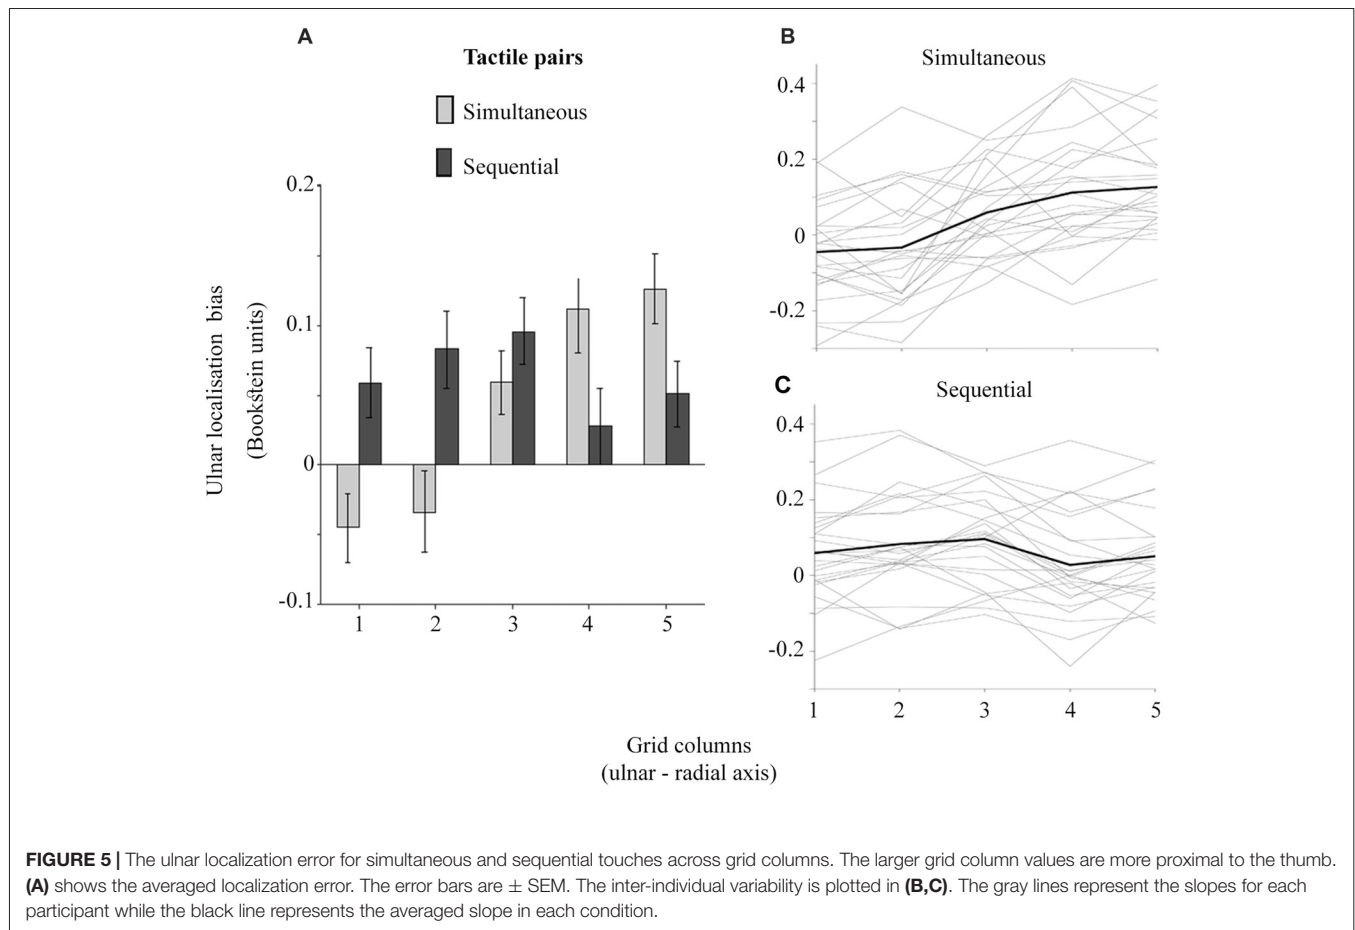 A
Tactile pairs
Simultaneous
Sequential
0.2
0.1
0
-0.1
1 2 3 4 5
Ulnar localisation bias
(Bookstein units)
B
Simultaneous
0.4
0.2
0
-0.2
C
Sequential
0.4
0.2
0
-0.2
1 2 3 4 5
Grid columns
(ulnar - radial axis)
FIGURE 5 | The ulnar localization error for simultaneous and sequential touches across grid columns. The larger grid column values are more proximal to the thumb.
(A) shows the averaged localization error. The error bars are ± SEM. The inter-individual variability is plotted in (B,C). The gray lines represent the slopes for each
participant while the black line represents the averaged slope in each condition.